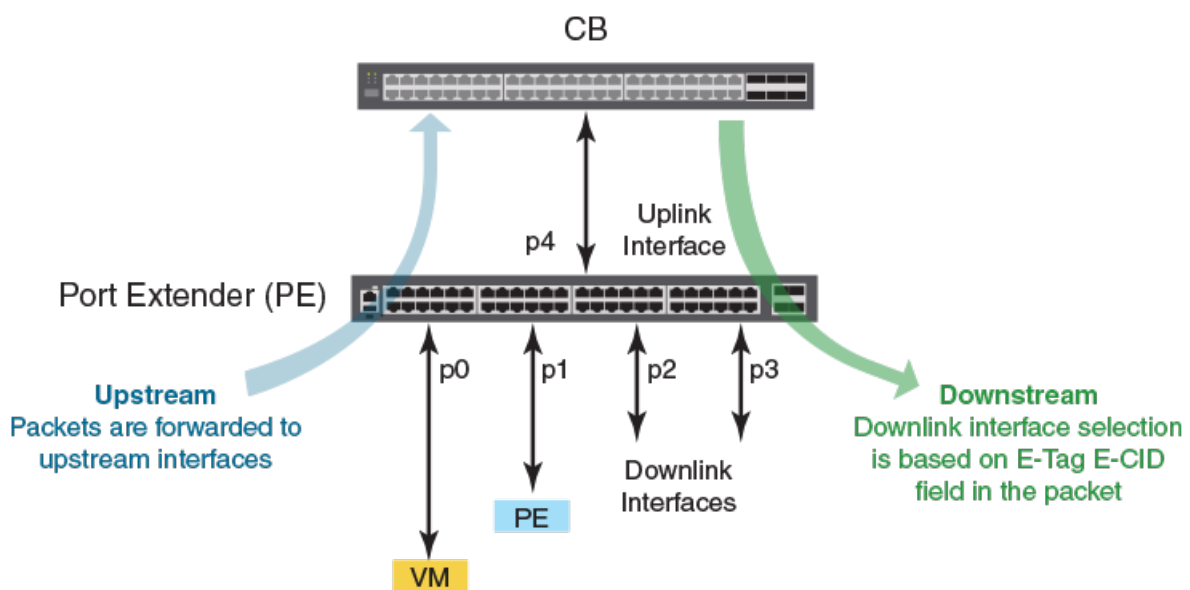 CB
p4
Uplink
Interface
Port Extender (PE)
p0
p1
p2
p3
Upstream
Packets are forwarded to
upstream interfaces
Downlink
Interfaces
Downstream
Downlink interface selection
is based on E-Tag E-CID
field in the packet
PE
VM